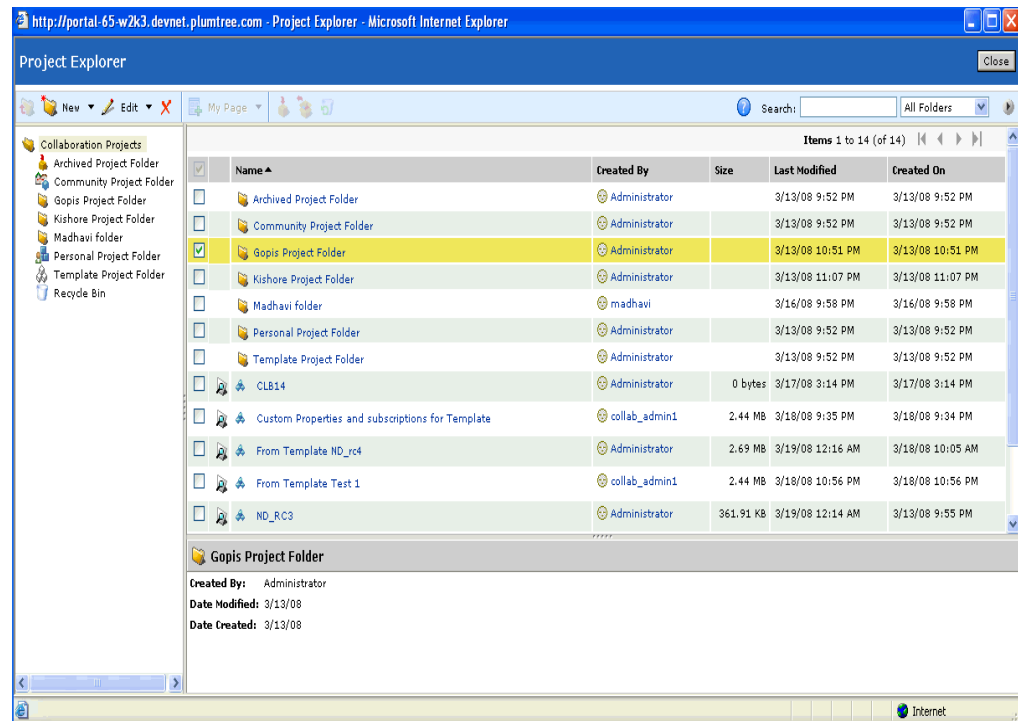 http://portal-65-w2k3.devnet.plumtree.com - Project Explorer - Microsoft Internet Explorer
Project Explorer
Close
New Edit My Page Search: All Folders
Collaboration Projects
Archived Project Folder
Community Project Folder
Gopis Project Folder
Kishore Project Folder
Madhavi folder
Personal Project Folder
Template Project Folder
Recycle Bin
Items 1 to 14 (of 14)
Name Created By Size Last Modified Created On
Archived Project Folder Administrator 3/13/08 9:52 PM 3/13/08 9:52 PM
Community Project Folder Administrator 3/13/08 9:52 PM 3/13/08 9:52 PM
Gopis Project Folder Administrator 3/13/08 10:51 PM 3/13/08 10:51 PM
Kishore Project Folder Administrator 3/13/08 11:07 PM 3/13/08 11:07 PM
Madhavi folder madhavi 3/16/08 9:58 PM 3/16/08 9:58 PM
Personal Project Folder Administrator 3/13/08 9:52 PM 3/13/08 9:52 PM
Template Project Folder Administrator 3/13/08 9:52 PM 3/13/08 9:52 PM
CLB14 Administrator 0 bytes 3/17/08 3:14 PM 3/17/08 3:14 PM
Custom Properties and subscriptions for Template collab_admin1 2.44 MB 3/18/08 9:35 PM 3/18/08 9:34 PM
From Template ND_rc4 Administrator 2.69 MB 3/19/08 12:16 AM 3/18/08 10:05 AM
From Template Test 1 collab_admin1 2.44 MB 3/18/08 10:56 PM 3/18/08 10:56 PM
ND_RC3 Administrator 361.91 KB 3/19/08 12:14 AM 3/13/08 9:55 PM
Gopis Project Folder
Created By: Administrator
Date Modified: 3/13/08
Date Created: 3/13/08
Internet